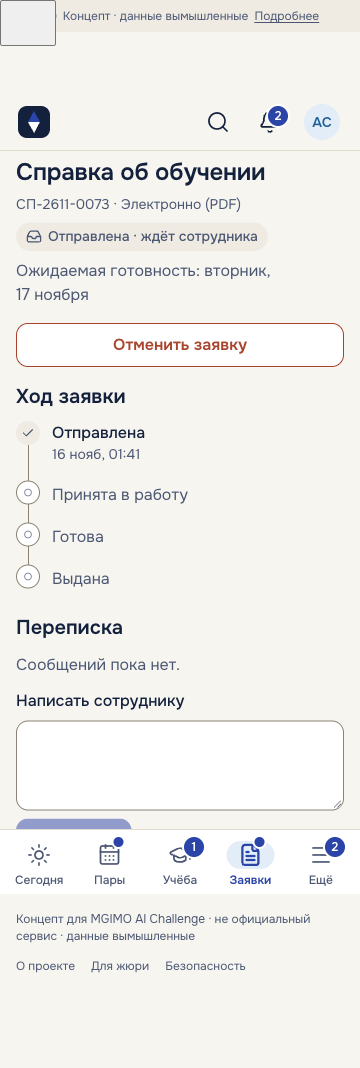 Концепт · данные вымышленные Подробнее
2
АС
Справка об обучении
СП-2611-0073 · Электронно (PDF)
Отправлена · ждёт сотрудника
Ожидаемая готовность: вторник,
17 ноября
Отменить заявку
Ход заявки
Отправлена
16 нояб, 01:41
Принята в работу
Готова
Выдана
Переписка
Сообщений пока нет.
Написать сотруднику
1
2
Сегодня
Пары
Учёба
Заявки
Ещё
Концепт для MGIMO AI Challenge · не официальный
сервис · данные вымышленные
О проекте
Для жюри
Безопасность